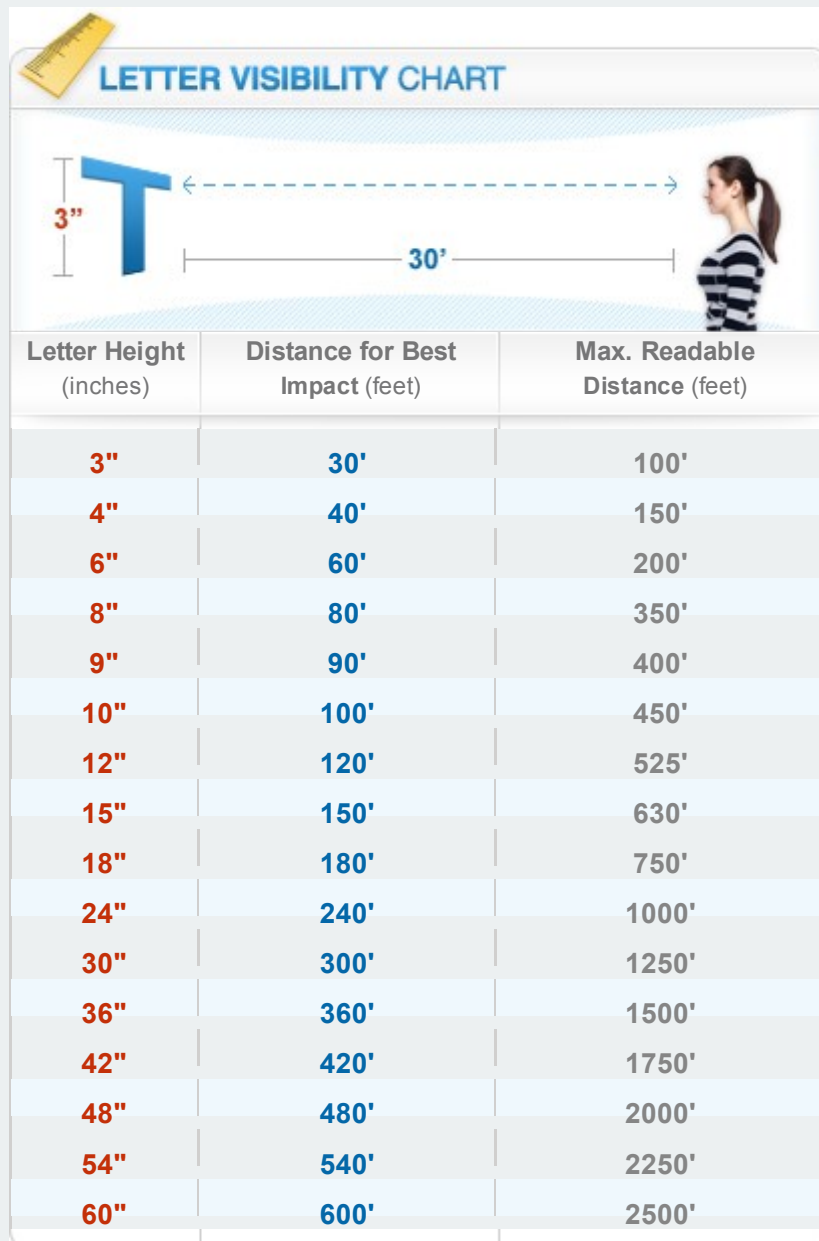 LETTER VISIBILITY CHART
3”
30’
Letter Height Distance for Best Max. Readable
(inches) Impact (feet) Distance (feet)
3" 30' 100'
4" 40' 150'
6" 60' 200'
8" 80' 350'
9" 90' 400'
10" 100' 450'
12" 120' 525'
15" 150' 630'
18" 180' 750'
24" 240' 1000'
30" 300' 1250'
36" 360' 1500'
42" 420' 1750'
48" 480' 2000'
54" 540' 2250'
60" 600' 2500'